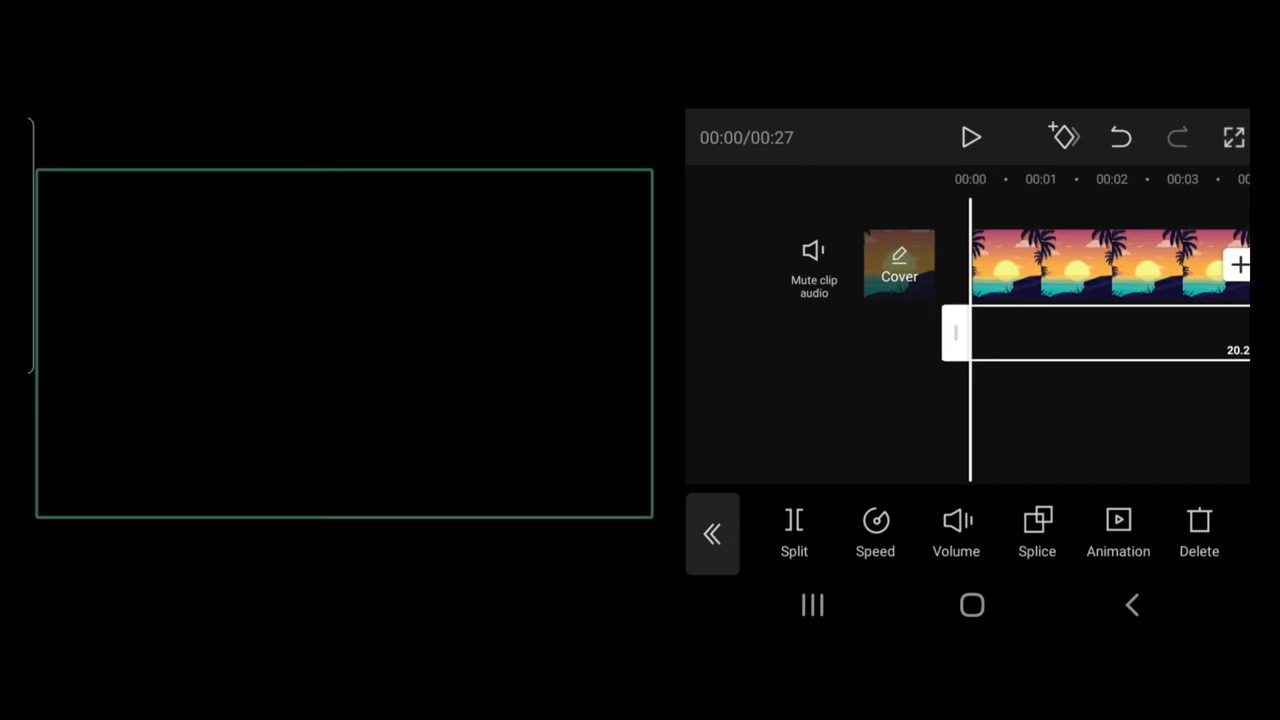 00:00/00:27
00:00 • 00:01 • 00:02 • 00:03 • 00
Mute clip
audio
Cover
20.2
Split
Speed
Volume
Splice
Animation
Delete